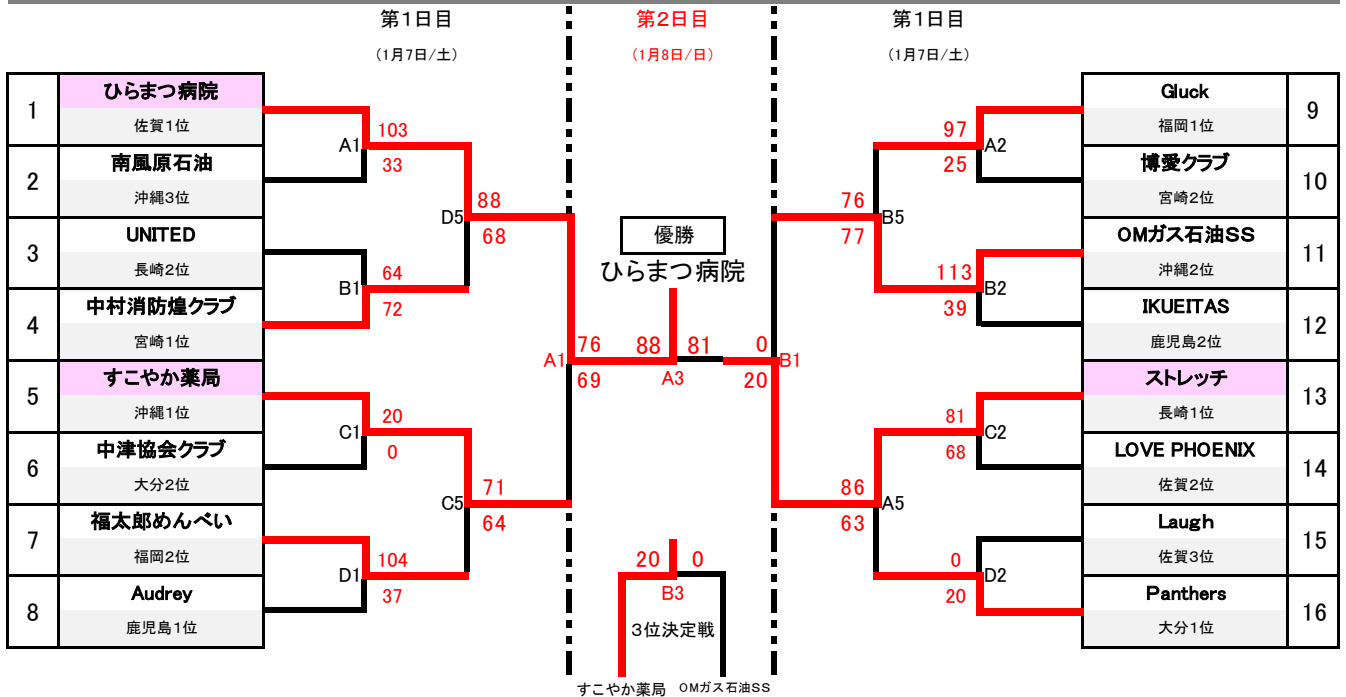 第1日目
(1月7日/土)
第2日目
(1月8日/日)
第1日目
(1月7日/土)
1
ひらまつ病院
佐賀1位
2
南風原石油
沖縄3位
3
UNITED
長崎2位
4
中村消防煌クラブ
宮崎1位
5
すこやか薬局
沖縄1位
6
中津協会クラブ
大分2位
7
福太郎めんべい
福岡2位
8
Audrey
鹿児島1位
A1
103
33
B1
64
72
C1
20
0
D1
104
37
D5
88
68
C5
71
64
A1
76
69
優勝
ひらまつ病院
88
81
A3
0
20
B1
20
0
B3
3位決定戦
すこやか薬局
OMガス石油SS
76
77
B5
86
63
A5
97
25
A2
113
39
B2
81
68
C2
0
20
D2
Gluck
福岡1位
9
博愛クラブ
宮崎2位
10
OMガス石油SS
沖縄2位
11
IKUEITAS
鹿児島2位
12
ストレッチ
長崎1位
13
LOVE PHOENIX
佐賀2位
14
Laugh
佐賀3位
15
Panthers
大分1位
16